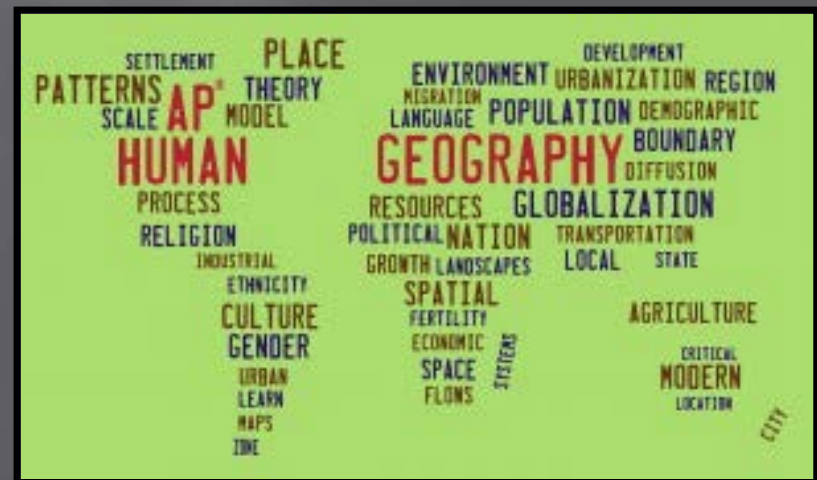 SETTLEMENT
PLACE
PATTERNS
AP®
THEORY
SCALE
MODEL
HUMAN
PROCESS
RELIGION
INDUSTRIAL
ETHNICITY
CULTURE
GENDER
URBAN
LEARN
MAPS
ZONE
DEVELOPMENT
ENVIRONMENT
URBANIZATION
REGION
MIGRATION
LANGUAGE
POPULATION
DEMOGRAPHIC
GEOGRAPHY
BOUNDARY
DIFFUSION
RESOURCES
GLOBALIZATION
POLITICAL
NATION
TRANSPORTATION
GROWTH
LANDSCAPES
LOCAL
STATE
SPATIAL
FERTILITY
ECONOMIC
SYSTEMS
SPACE
FLOWS
AGRICULTURE
CRITICAL
MODERN
LOCATION
CITY